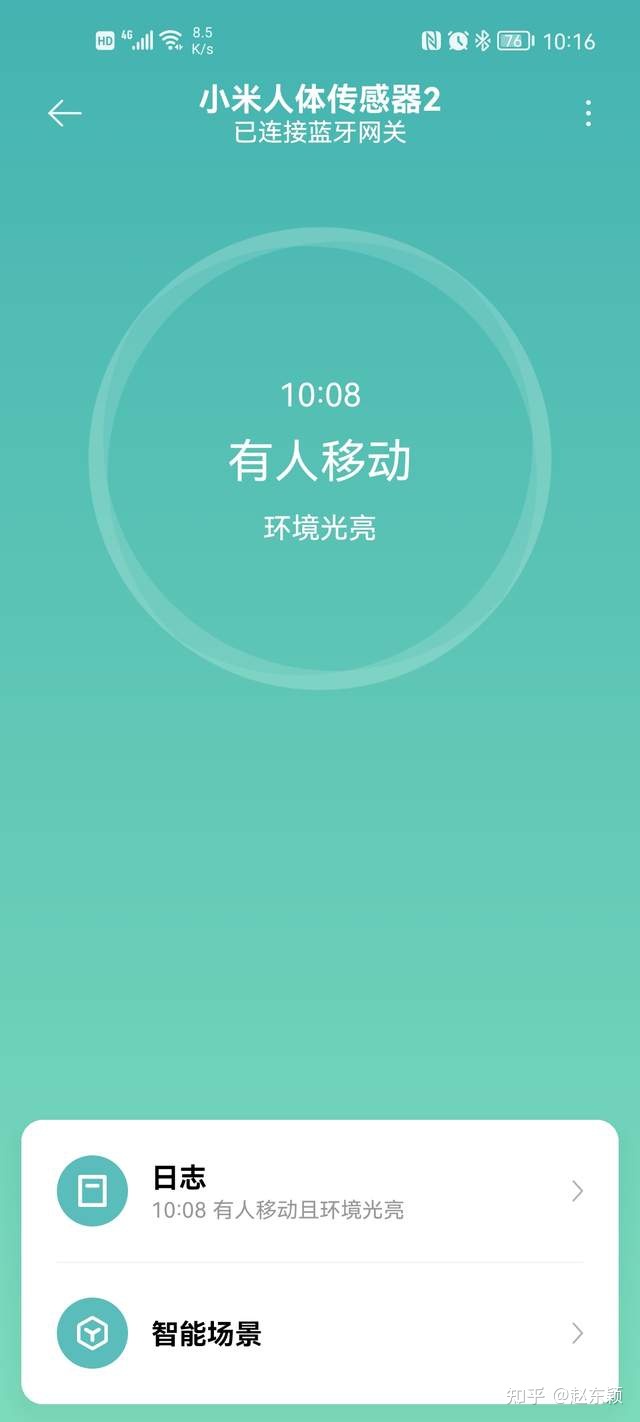 HD 4G 8.5 K/s 76 10:16
小米人体传感器2
已连接蓝牙网关
10:08
有人移动
环境光亮
日志
10:08 有人移动且环境光亮
智能场景
知乎 @赵东颖